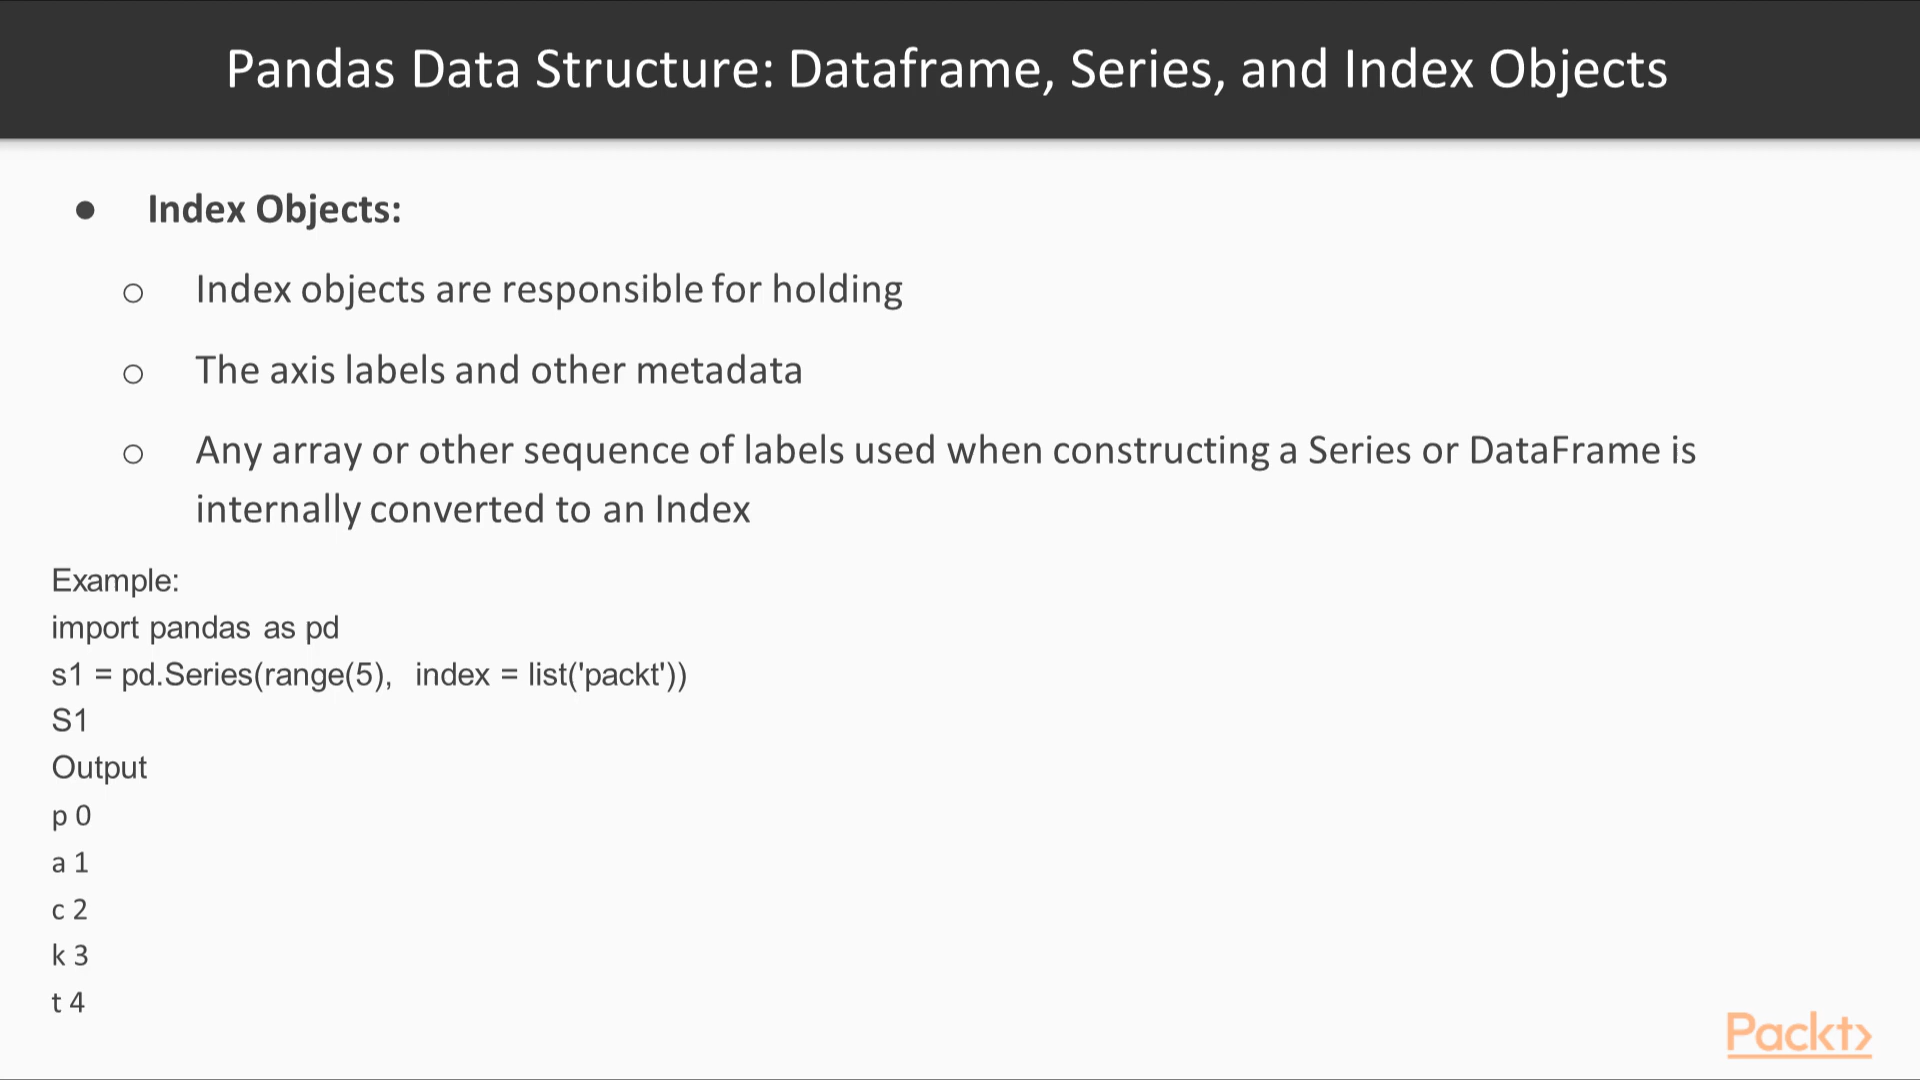 Pandas Data Structure: Dataframe, Series, and Index Objects
● Index Objects:
○ Index objects are responsible for holding
○ The axis labels and other metadata
○ Any array or other sequence of labels used when constructing a Series or DataFrame is
internally converted to an Index
Example:
import pandas as pd
s1 = pd.Series(range(5), index = list('packt'))
S1
Output
p 0
a 1
c 2
k 3
t 4
Packt>